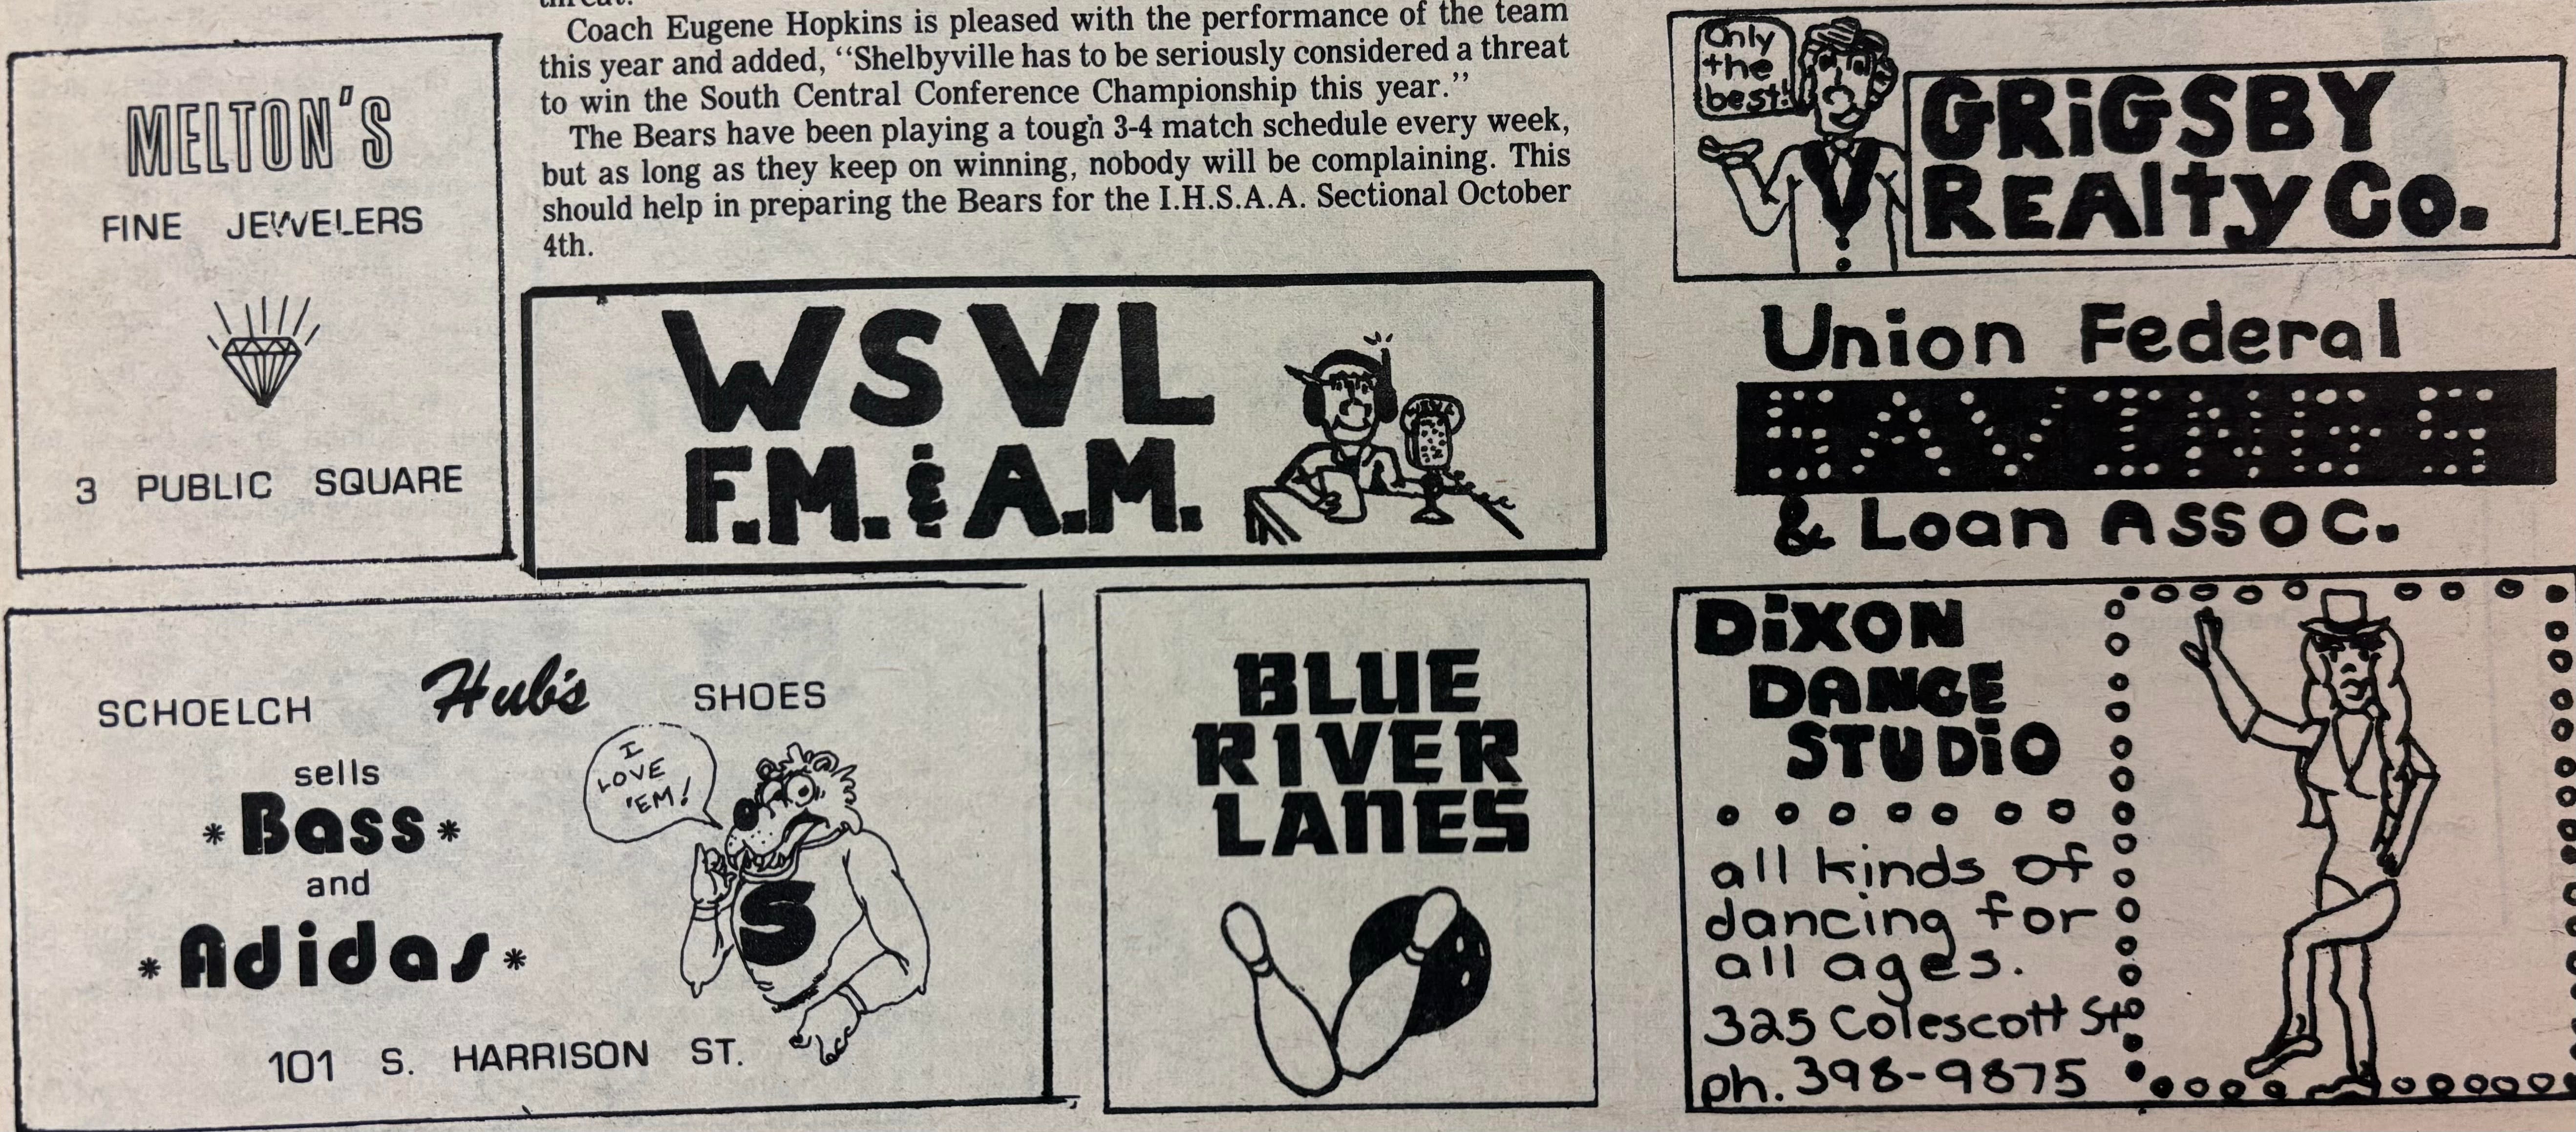 Coach Eugene Hopkins is pleased with the performance of the team
this year and added, “Shelbyville has to be seriously considered a threat
to win the South Central Conference Championship this year.”
The Bears have been playing a tough 3-4 match schedule every week,
but as long as they keep on winning, nobody will be complaining. This
should help in preparing the Bears for the I.H.S.A.A. Sectional October
4th.
MELTON'S
FINE JEWELERS
3 PUBLIC SQUARE
WSVL
F.M. & A.M.
Only
the
best!
GRiGSBY
REAlty Co.
Union Federal
SAVINGS
& Loan Assoc.
SCHOELCH Hub's SHOES
sells
*Bass*
and
*Adidas*
I
LOVE
'EM!
S
101 S. HARRISON ST.
BLUE
RIVER
LANES
DiXON
DANCE
STUDiO
all kinds of
dancing for
all ages.
325 Colescott St.
ph. 398-9875